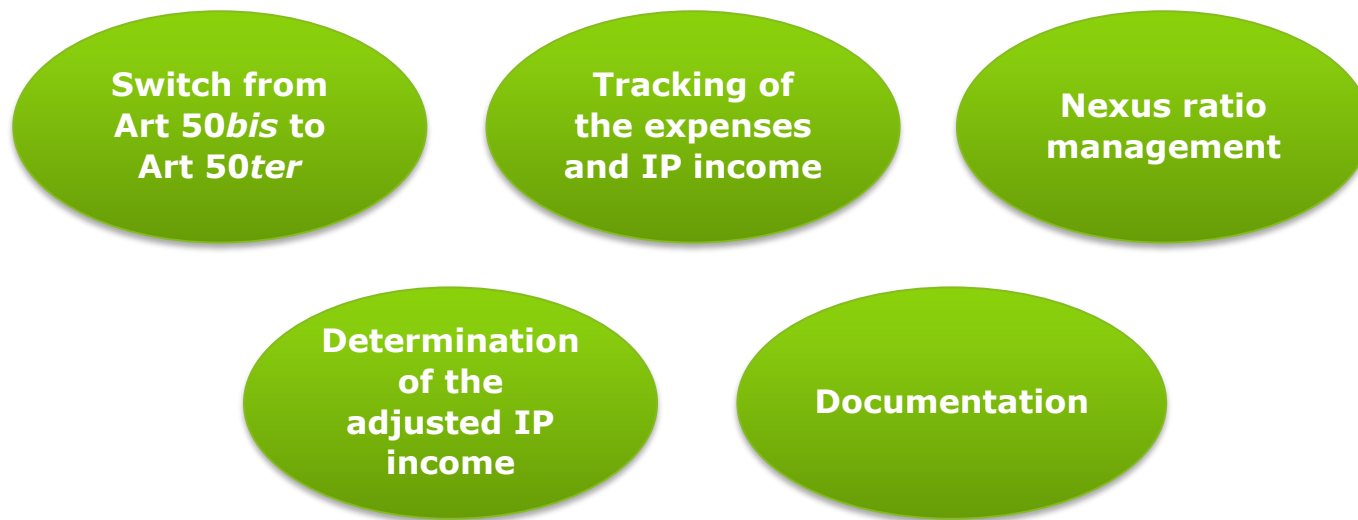 Switch from
Art 50bis to
Art 50ter
Tracking of
the expenses
and IP income
Nexus ratio
management
Determination
of the
adjusted IP
income
Documentation